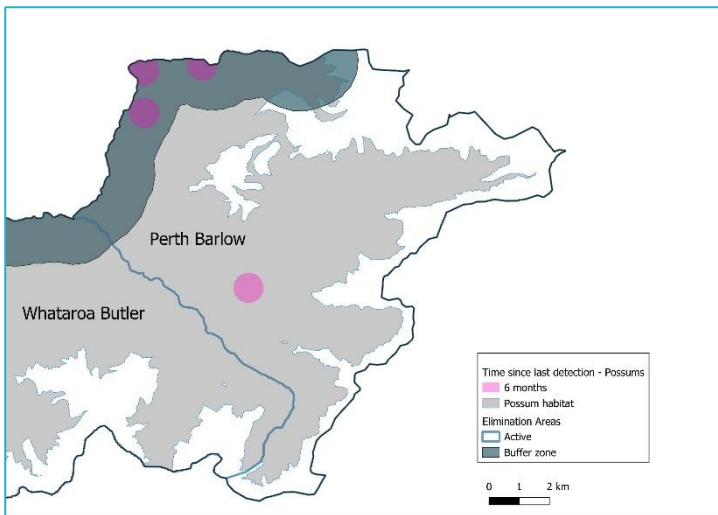 Perth Barlow
Whataroa Butler
Time since last detection - Possums
6 months
Possum habitat
Elimination Areas
Active
Buffer zone
0 1 2 km